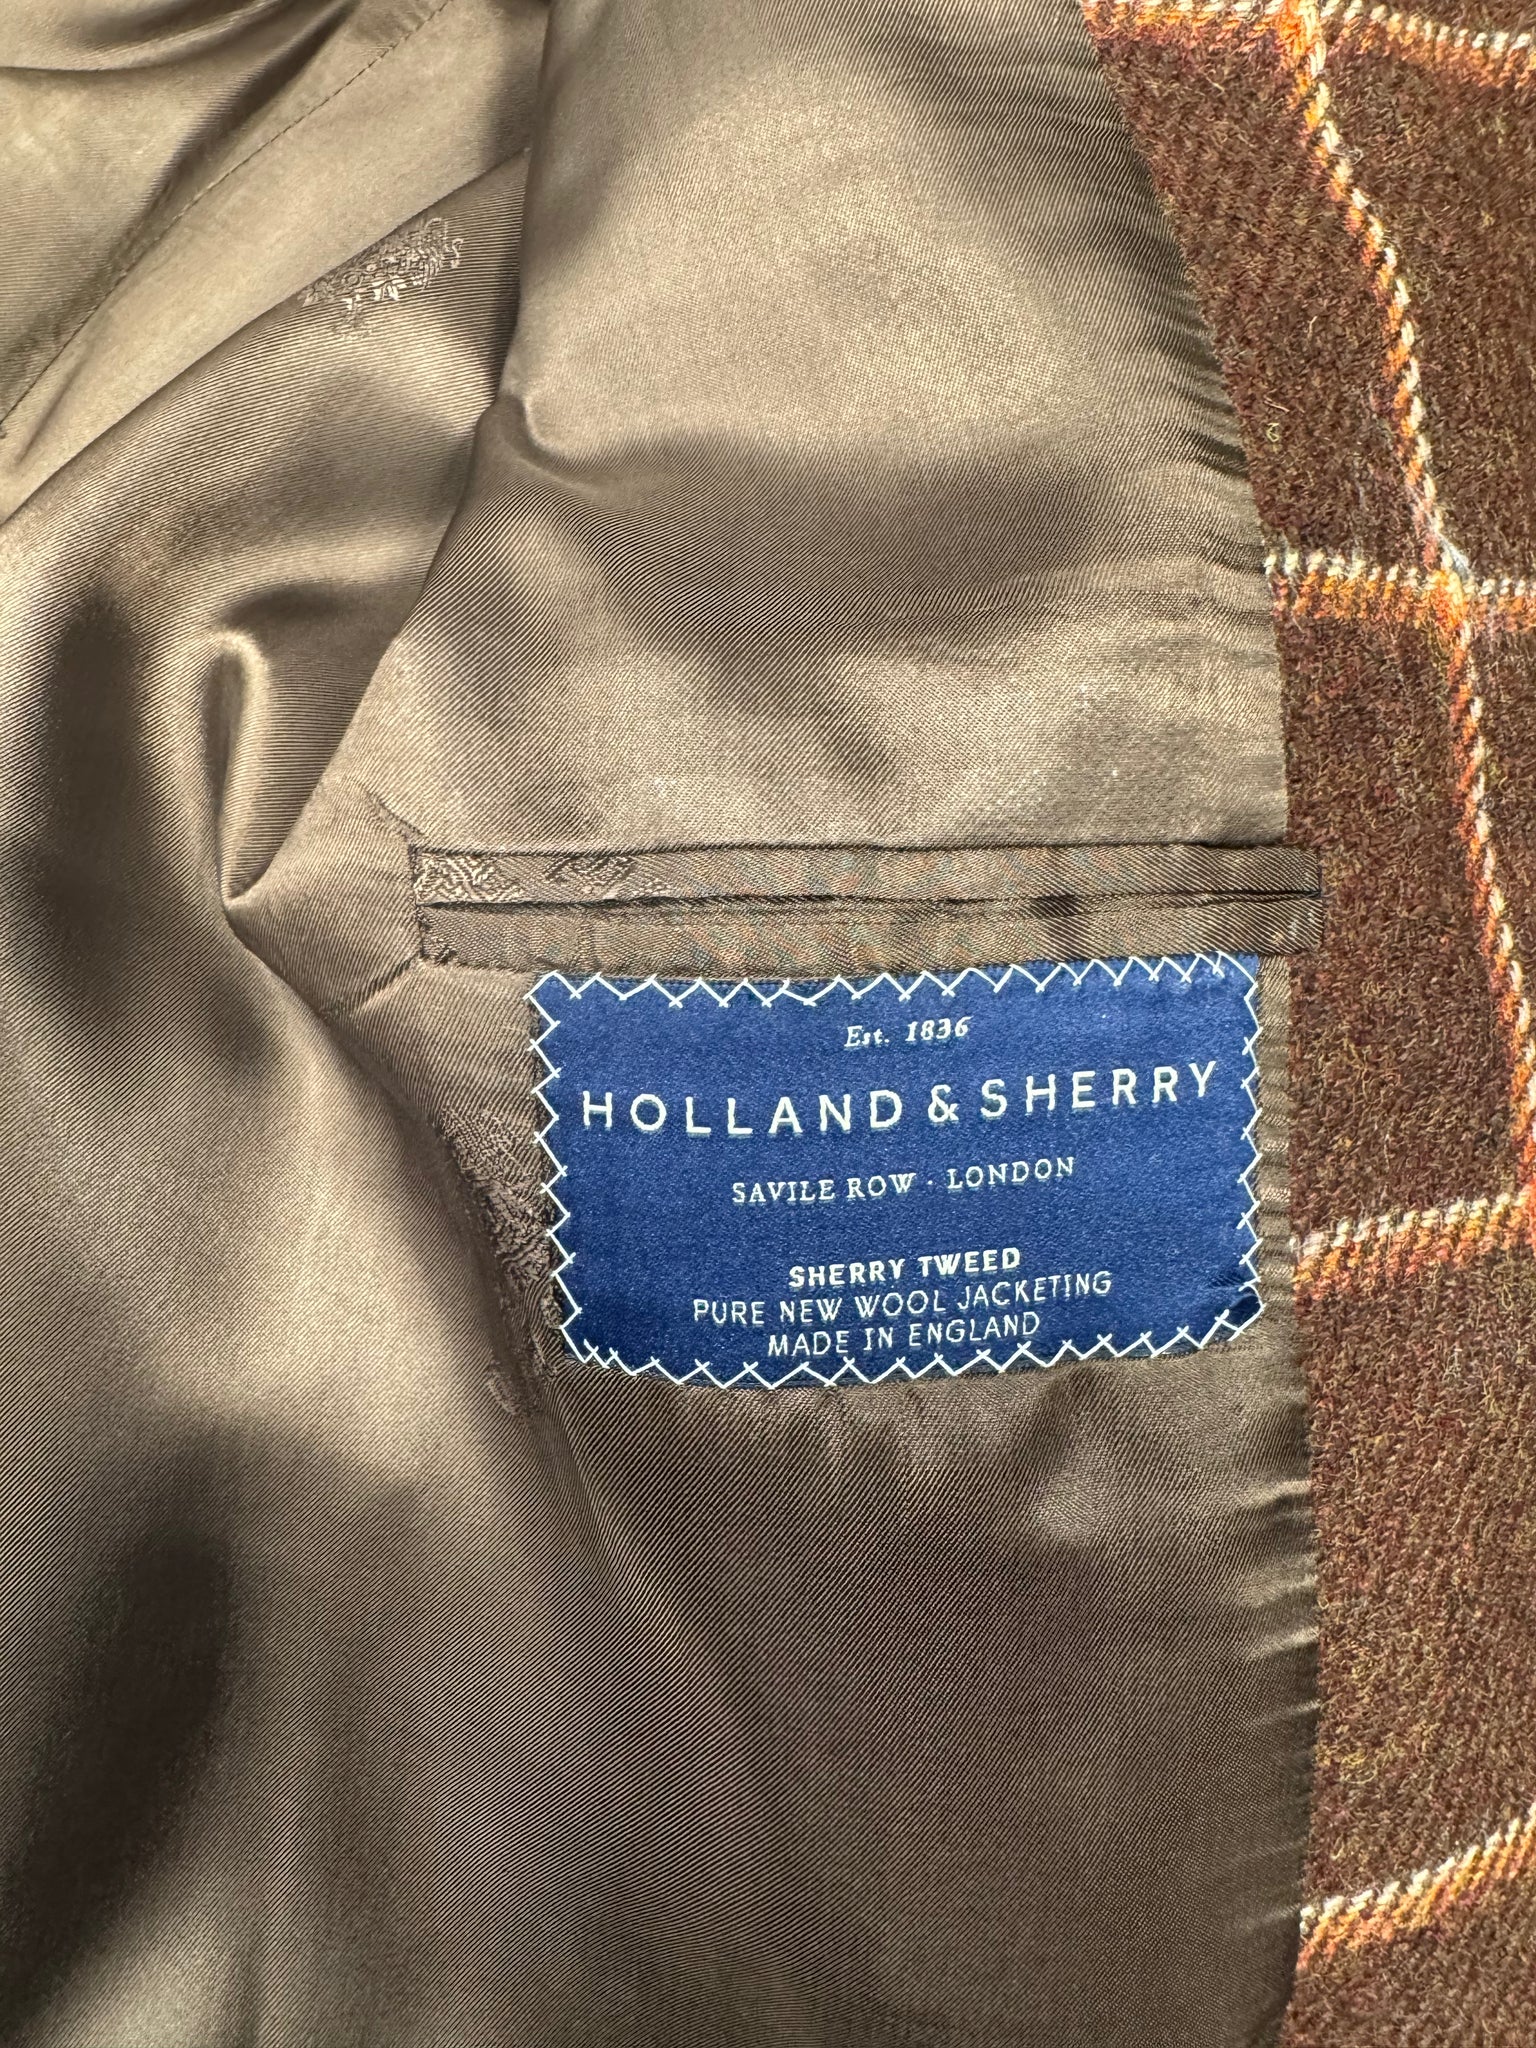 Est. 1836
HOLLAND & SHERRY
SAVILE ROW · LONDON
SHERRY TWEED
PURE NEW WOOL JACKETING
MADE IN ENGLAND